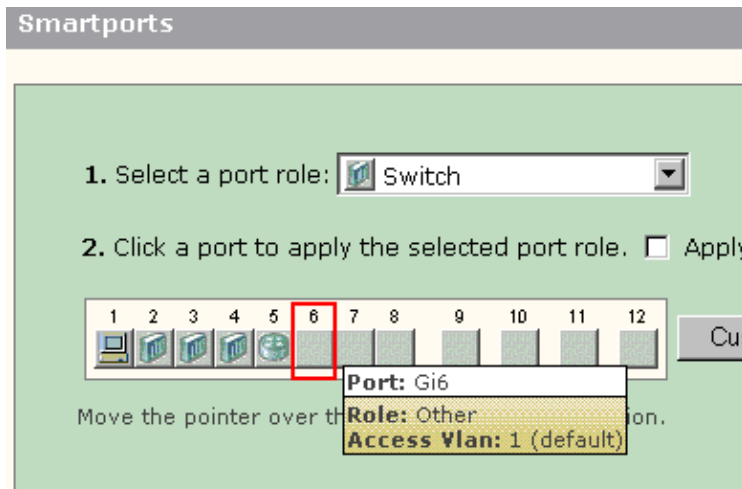 Smartports
1. Select a port role: Switch
2. Click a port to apply the selected port role. Apply
1 2 3 4 5 6 7 8 9 10 11 12
Cu
Port: Gi6
Move the pointer over th
Role: Other
ion.
Access Vlan: 1 (default)